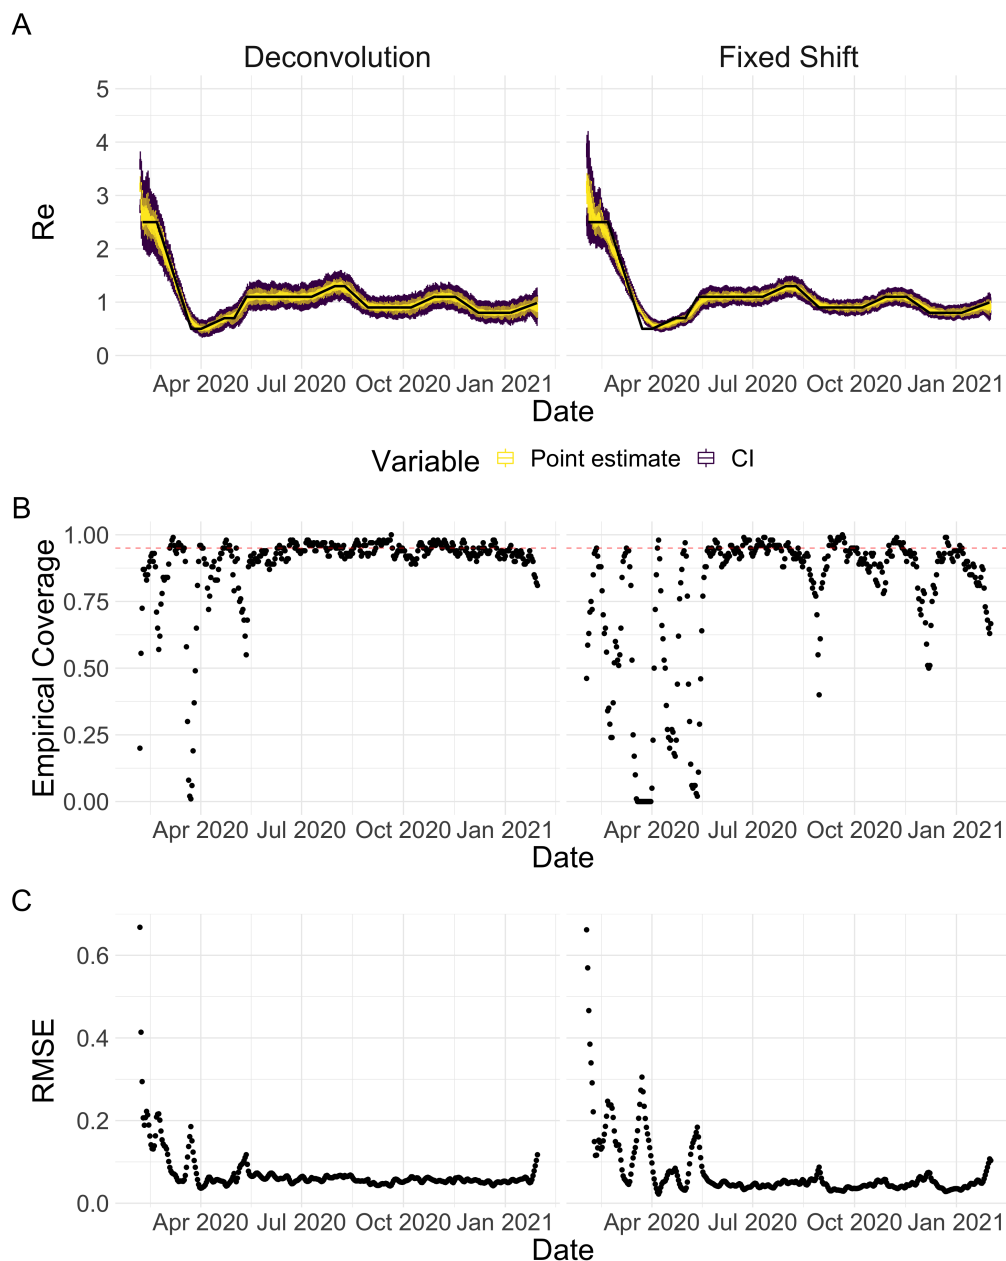 A
Deconvolution Fixed Shift
5
4
3
2
1
0
Re
Apr 2020 Jul 2020 Oct 2020 Jan 2021 Apr 2020 Jul 2020 Oct 2020 Jan 2021
Date
Variable Point estimate CI
B
1.00
0.75
0.50
0.25
0.00
Empirical Coverage
Apr 2020 Jul 2020 Oct 2020 Jan 2021 Apr 2020 Jul 2020 Oct 2020 Jan 2021
Date
C
0.6
0.4
0.2
0.0
RMSE
Apr 2020 Jul 2020 Oct 2020 Jan 2021 Apr 2020 Jul 2020 Oct 2020 Jan 2021
Date